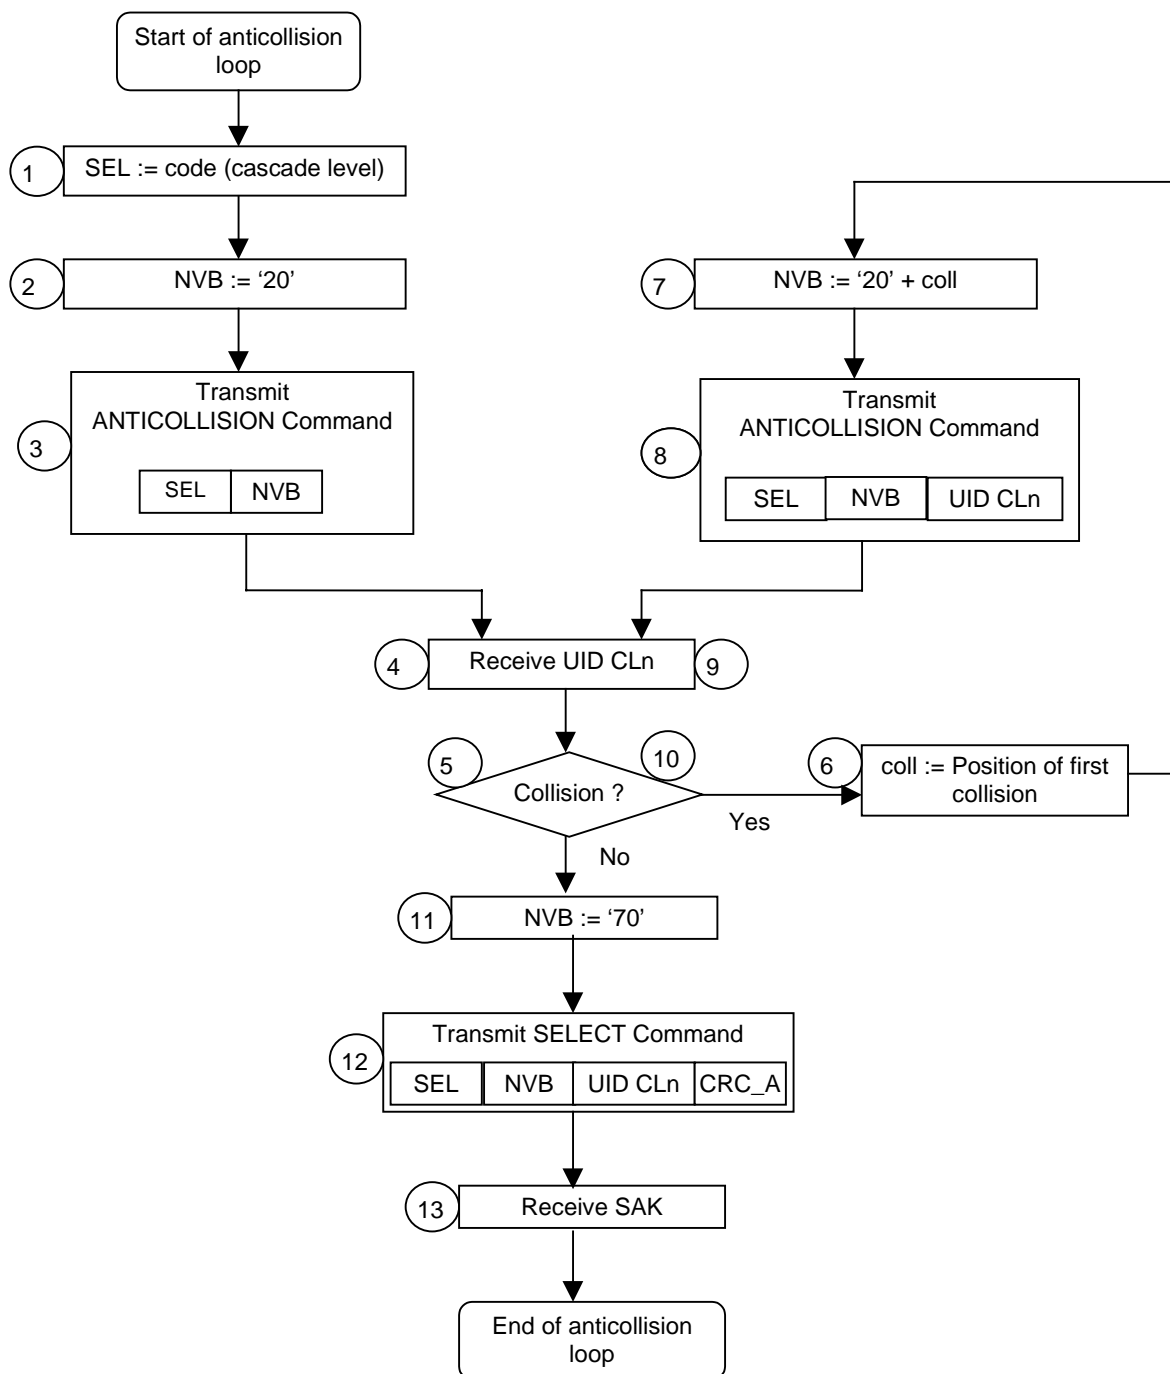 Start of anticollision
loop
1
SEL := code (cascade level)
2
NVB := ‘20’
7
NVB := ‘20’ + coll
3
Transmit
ANTICOLLISION Command
SEL
NVB
8
Transmit
ANTICOLLISION Command
SEL
NVB
UID CLn
4
Receive UID CLn
9
5
Collision ?
10
Yes
No
6
coll := Position of first
collision
11
NVB := ‘70’
12
Transmit SELECT Command
SEL
NVB
UID CLn
CRC_A
13
Receive SAK
End of anticollision
loop